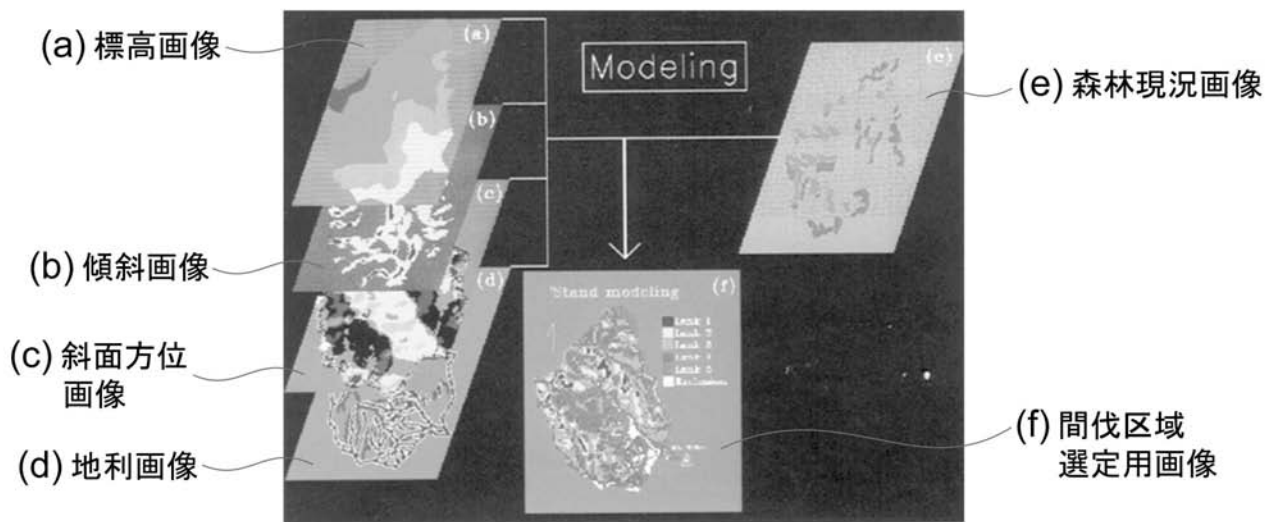 (a) 標高画像
(b) 傾斜画像
(c) 斜面方位
画像
(d) 地利画像
(a)
(b)
(c)
(d)
Modeling
(e)
(e) 森林現況画像
Stand modeling
(f)
(f) 間伐区域
選定用画像